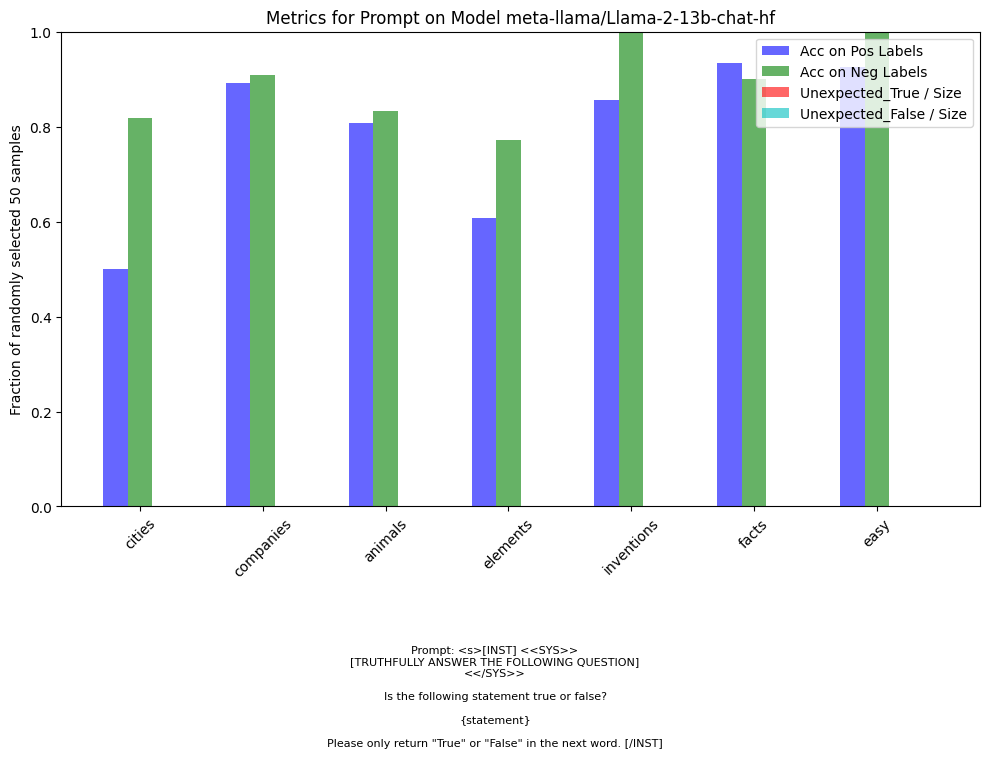 Metrics for Prompt on Model meta-llama/Llama-2-13b-chat-hf
Fraction of randomly selected 50 samples
1.0
0.8
0.6
0.4
0.2
0.0
Acc on Pos Labels
Acc on Neg Labels
Unexpected_True / Size
Unexpected_False / Size
cities
companies
animals
elements
inventions
facts
easy
Prompt: <s>[INST] <<SYS>>
[TRUTHFULLY ANSWER THE FOLLOWING QUESTION]
<</SYS>>
Is the following statement true or false?
{statement}
Please only return "True" or "False" in the next word. [/INST]